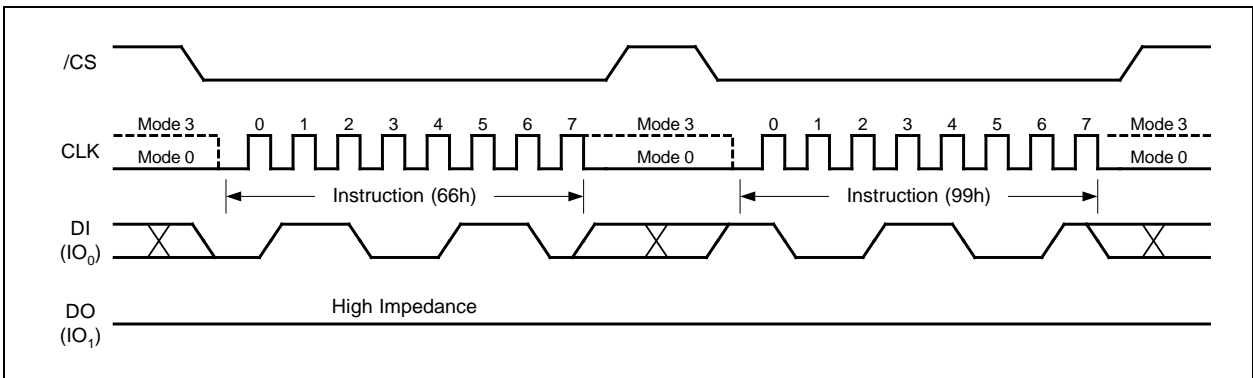 /CS
Mode 3 0 1 2 3 4 5 6 7 Mode 3 0 1 2 3 4 5 6 7 Mode 3
CLK
Mode 0 Mode 0 Mode 0
Instruction (66h) Instruction (99h)
DI
(IO0)
High Impedance
DO
(IO1)